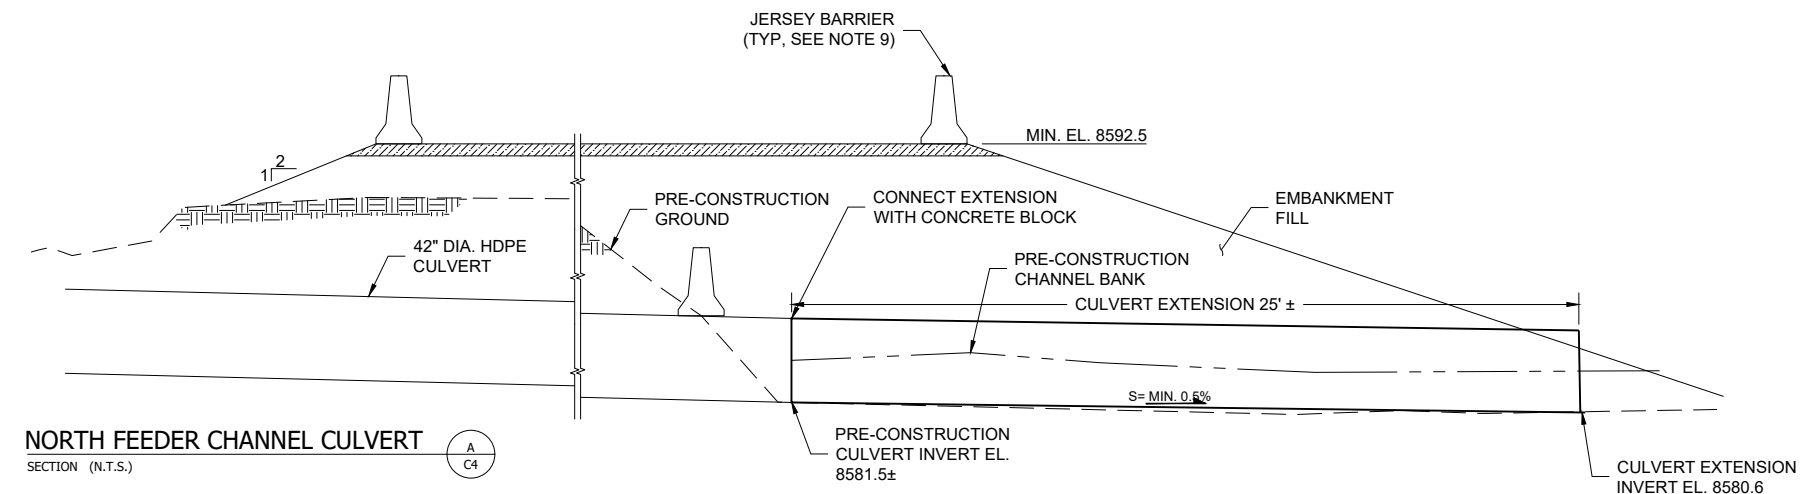 JERSEY BARRIER
(TYP, SEE NOTE 9)
MIN. EL. 8592.5
2
1
PRE-CONSTRUCTION
GROUND
CONNECT EXTENSION
WITH CONCRETE BLOCK
EMBANKMENT
FILL
42" DIA. HDPE
CULVERT
PRE-CONSTRUCTION
CHANNEL BANK
CULVERT EXTENSION 25' ±
S= MIN. 0.5%
NORTH FEEDER CHANNEL CULVERT
SECTION (N.T.S.)
A
C4
PRE-CONSTRUCTION
CULVERT INVERT EL.
8581.5±
CULVERT EXTENSION
INVERT EL. 8580.6